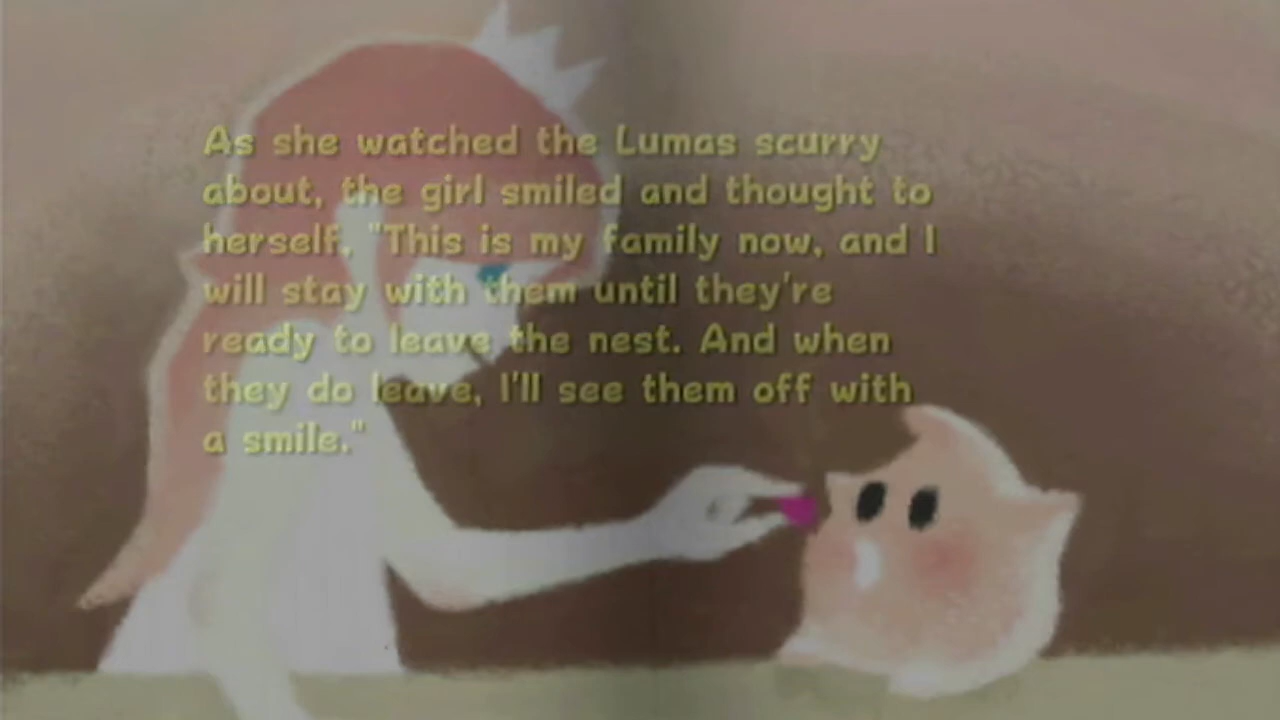 As she watched the Lumas scurry
about, the girl smiled and thought to
herself, "This is my family now, and I
will stay with them until they're
ready to leave the nest. And when
they do leave, I'll see them off with
a smile."